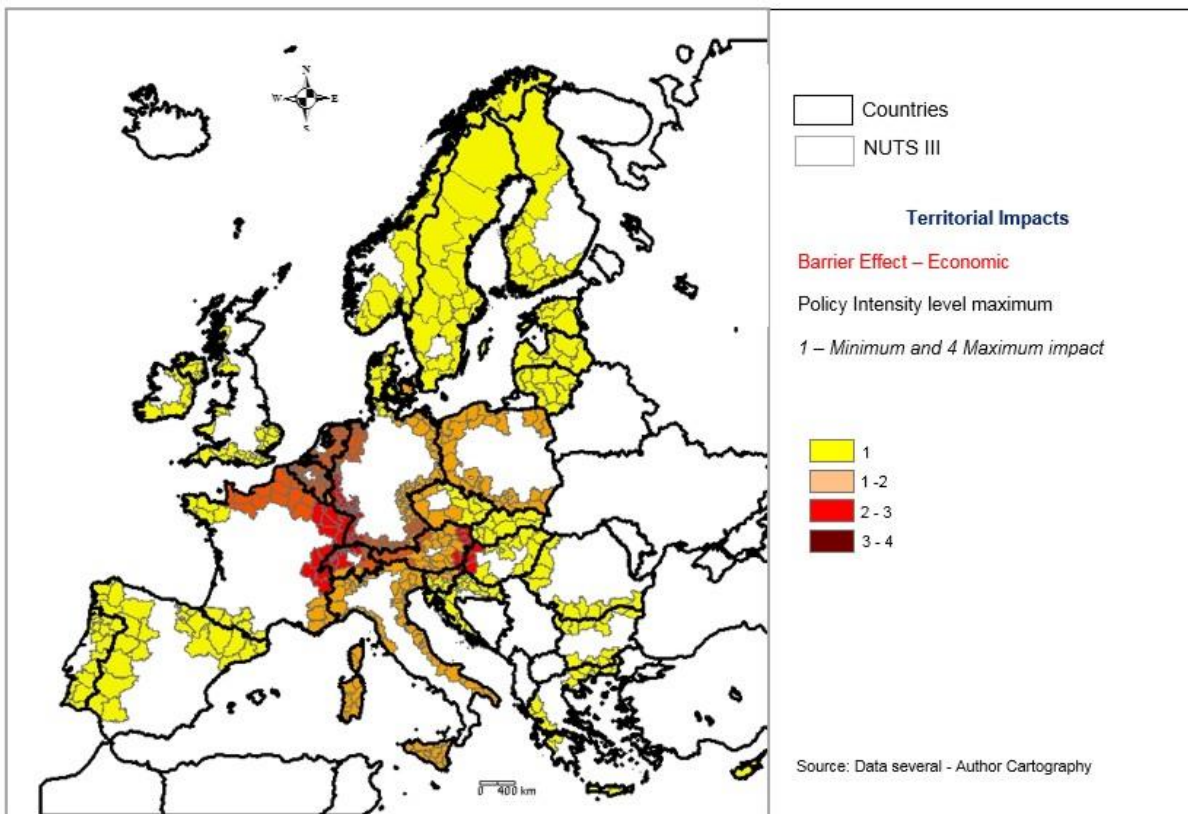 N
W E
S
Countries
NUTS III
Territorial Impacts
Barrier Effect – Economic
Policy Intensity level maximum
1 – Minimum and 4 Maximum impact
1
1 -2
2 - 3
3 - 4
Source: Data several - Author Cartography
0 400 km